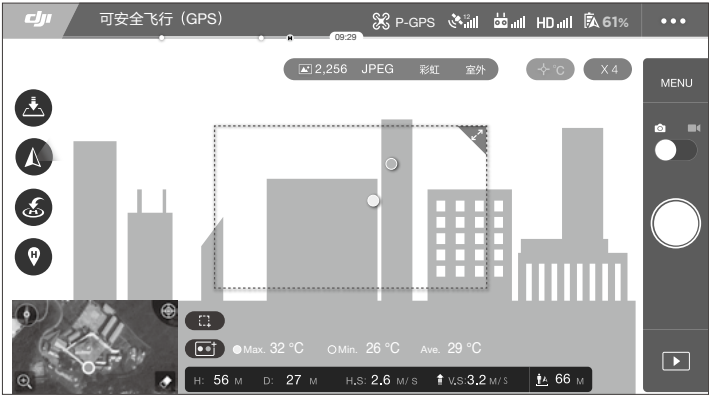 dji 可安全飞行（GPS） P-GPS 12 HD 61%
H
09:29
2,256 JPEG 彩虹 室外 °C X 4
MENU
H
H
Max. 32 °C Min. 26 °C Ave. 29 °C
H: 56 M D: 27 M H.S: 2.6 M/S V.S:3.2 M/S 66 M